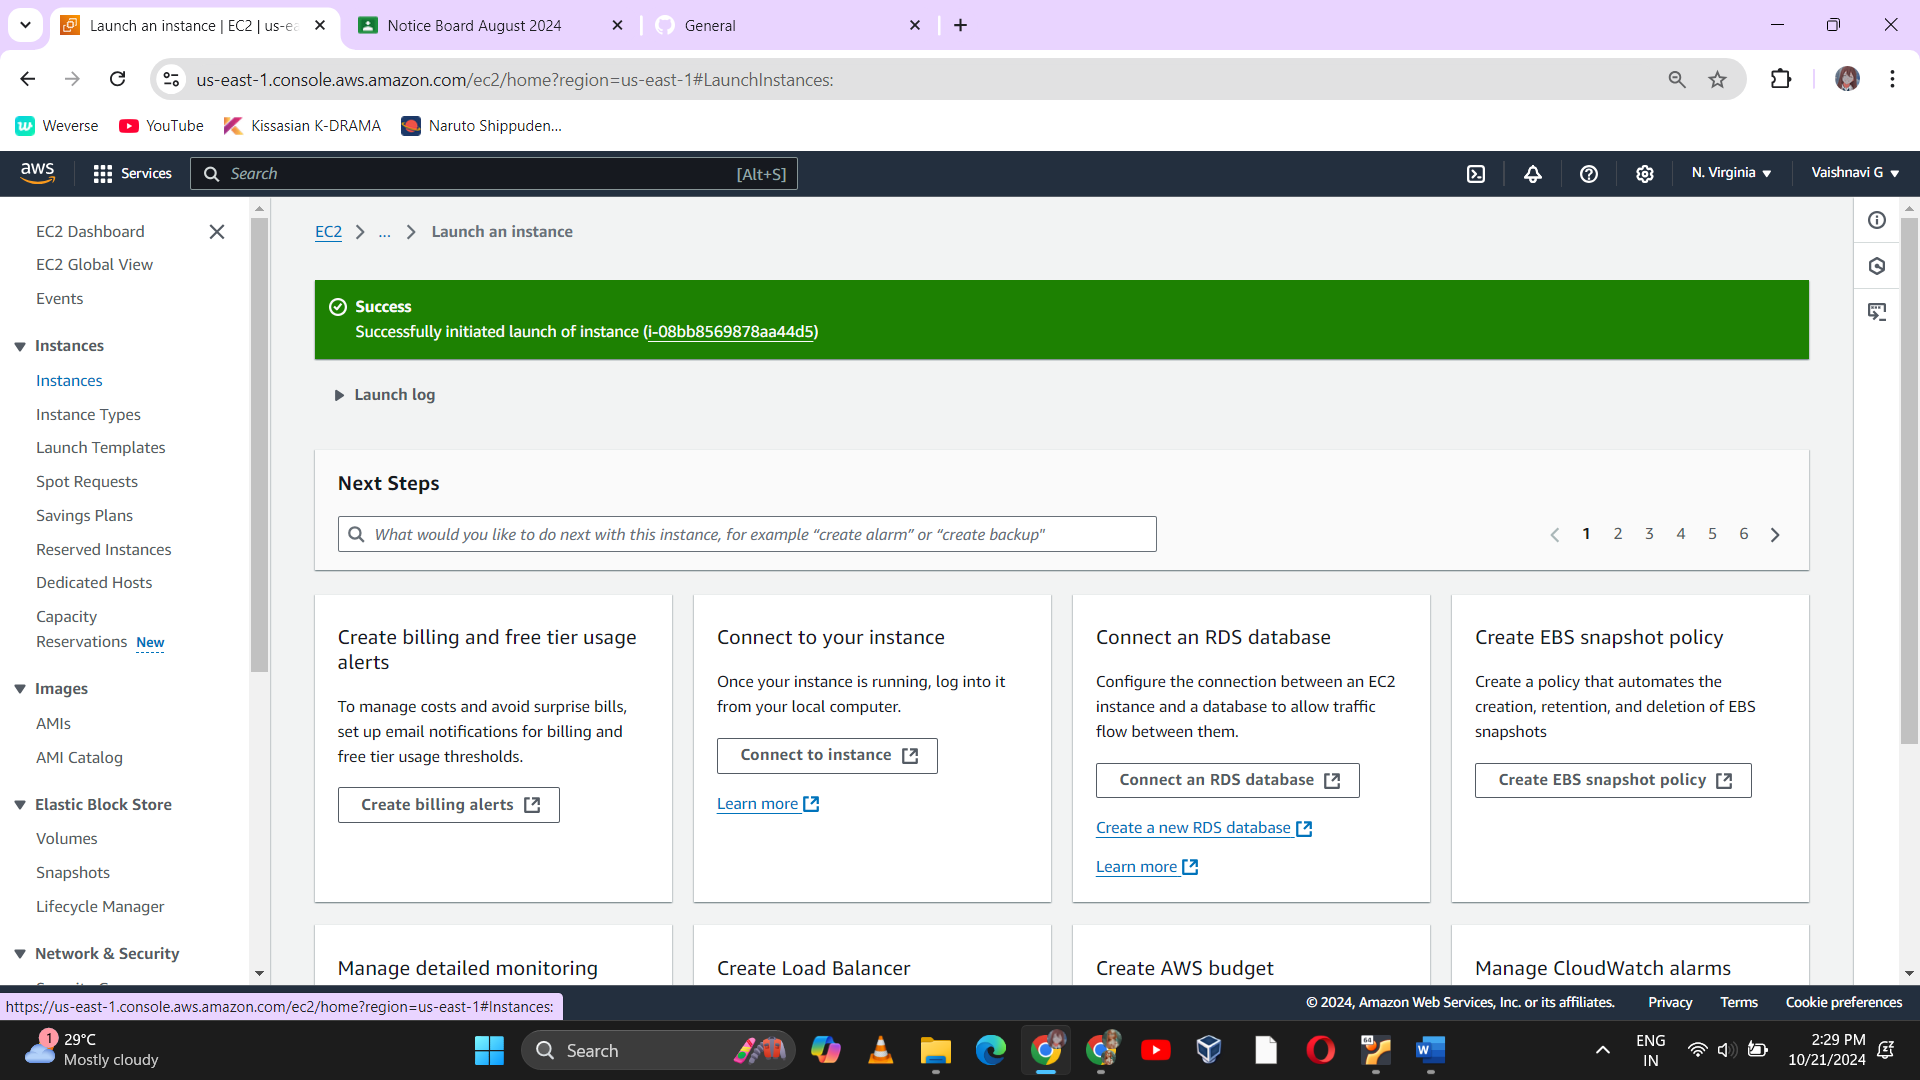 Launch an instance | EC2 | us-ea
Notice Board August 2024
General
us-east-1.console.aws.amazon.com/ec2/home?region=us-east-1#LaunchInstances:
Weverse
YouTube
Kissasian K-DRAMA
Naruto Shippuden...
aws
Services
Search
[Alt+S]
N. Virginia
Vaishnavi G
EC2 Dashboard
EC2 Global View
Events
Instances
Instances
Instance Types
Launch Templates
Spot Requests
Savings Plans
Reserved Instances
Dedicated Hosts
Capacity
Reservations New
Images
AMIs
AMI Catalog
Elastic Block Store
Volumes
Snapshots
Lifecycle Manager
Network & Security
EC2
...
Launch an instance
Success
Successfully initiated launch of instance (i-08bb8569878aa44d5)
Launch log
Next Steps
What would you like to do next with this instance, for example “create alarm” or “create backup”
1 2 3 4 5 6
Create billing and free tier usage
alerts
To manage costs and avoid surprise bills,
set up email notifications for billing and
free tier usage thresholds.
Create billing alerts
Connect to your instance
Once your instance is running, log into it
from your local computer.
Connect to instance
Learn more
Connect an RDS database
Configure the connection between an EC2
instance and a database to allow traffic
flow between them.
Connect an RDS database
Create a new RDS database
Learn more
Create EBS snapshot policy
Create a policy that automates the
creation, retention, and deletion of EBS
snapshots
Create EBS snapshot policy
Manage detailed monitoring
Create Load Balancer
Create AWS budget
Manage CloudWatch alarms
https://us-east-1.console.aws.amazon.com/ec2/home?region=us-east-1#Instances:
© 2024, Amazon Web Services, Inc. or its affiliates.
Privacy
Terms
Cookie preferences
1
29°C
Mostly cloudy
Search
64
ENG
IN
2:29 PM
10/21/2024